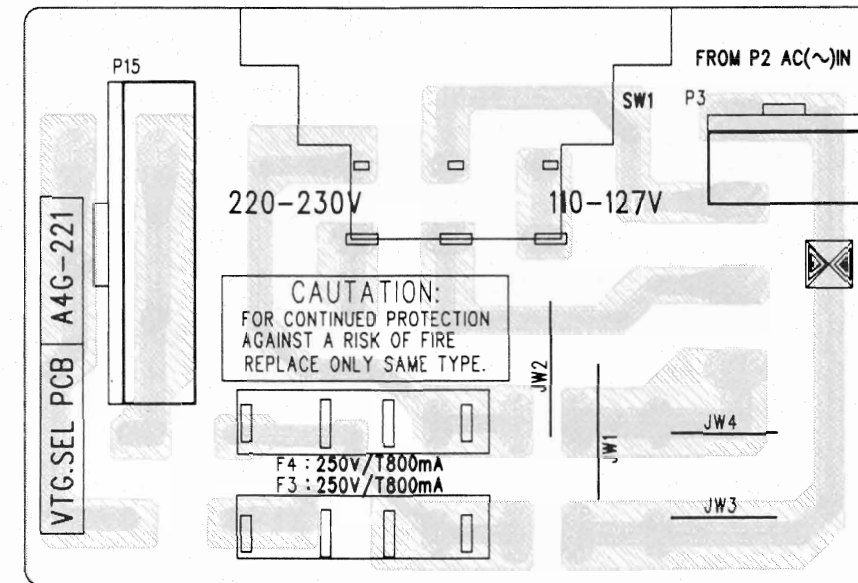 P15
FROM P2 AC(~)IN
SW1
P3
220-230V
110-127V
CAUTATION:
FOR CONTINUED PROTECTION
AGAINST A RISK OF FIRE
REPLACE ONLY SAME TYPE.
VTG.SEL PCB
A4G-221
JW2
JW1
JW4
JW3
F4:250V/T800mA
F3:250V/T800mA